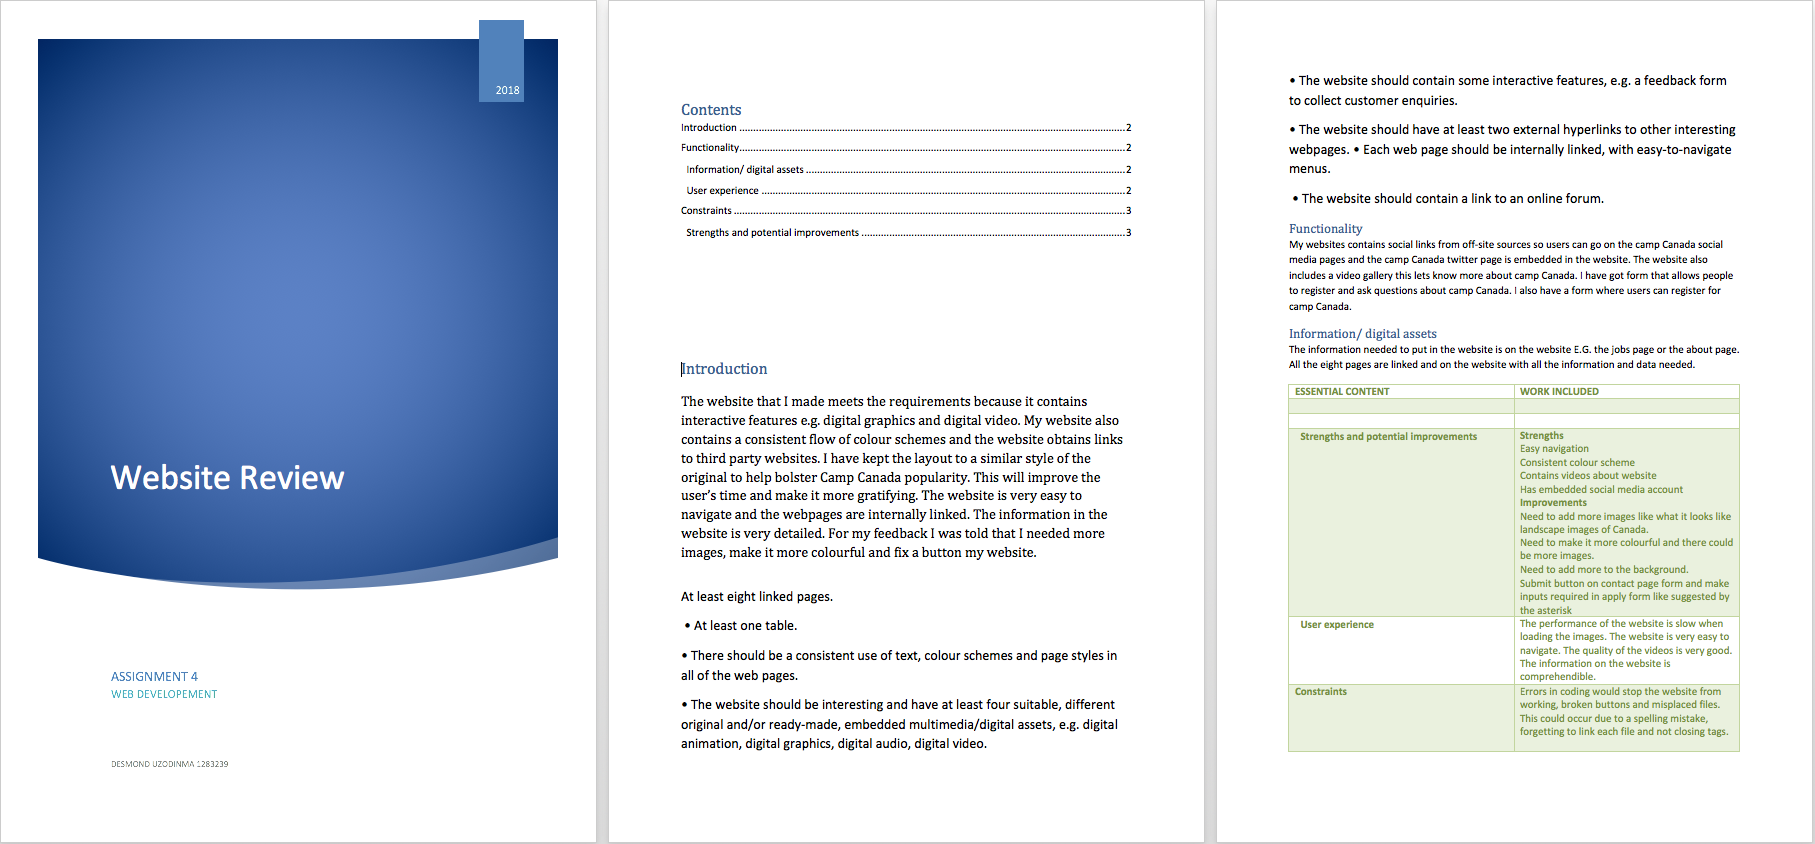 2018
Website Review
ASSIGNMENT 4
WEB DEVELOPEMENT
DESMOND UZODINMA 1283239
Contents
Introduction ........ 2
Functionality........ 2
Information/ digital assets ........ 2
User experience ........ 2
Constraints ........ 3
Strengths and potential improvements ........ 3
Introduction
The website that I made meets the requirements because it contains
interactive features e.g. digital graphics and digital video. My website also
contains a consistent flow of colour schemes and the website obtains links
to third party websites. I have kept the layout to a similar style of the
original to help bolster Camp Canada popularity. This will improve the
user's time and make it more gratifying. The website is very easy to
navigate and the webpages are internally linked. The information in the
website is very detailed. For my feedback I was told that I needed more
images, make it more colourful and fix a button my website.
At least eight linked pages.
• At least one table.
• There should be a consistent use of text, colour schemes and page styles in
all of the web pages.
• The website should be interesting and have at least four suitable, different
original and/or ready-made, embedded multimedia/digital assets, e.g. digital
animation, digital graphics, digital audio, digital video.
• The website should contain some interactive features, e.g. a feedback form
to collect customer enquiries.
• The website should have at least two external hyperlinks to other interesting
webpages. • Each web page should be internally linked, with easy-to-navigate
menus.
• The website should contain a link to an online forum.
Functionality
My websites contains social links from off-site sources so users can go on the camp Canada social
media pages and the camp Canada twitter page is embedded in the website. The website also
includes a video gallery this lets know more about camp Canada. I have got form that allows people
to register and ask questions about camp Canada. I also have a form where users can register for
camp Canada.
Information/ digital assets
The information needed to put in the website is on the website E.G. the jobs page or the about page.
All the eight pages are linked and on the website with all the information and data needed.
ESSENTIAL CONTENT
WORK INCLUDED
Strengths and potential improvements
Strengths
Easy navigation
Consistent colour scheme
Contains videos about website
Has embedded social media account
Improvements
Need to add more images like what it looks like
landscape images of Canada.
Need to make it more colourful and there could
be more images.
Need to add more to the background.
Submit button on contact page form and make
inputs required in apply form like suggested by
the asterisk
User experience
The performance of the website is slow when
loading the images. The website is very easy to
navigate. The quality of the videos is very good.
The information on the website is
comprehendible.
Constraints
Errors in coding would stop the website from
working, broken buttons and misplaced files.
This could occur due to a spelling mistake,
forgetting to link each file and not closing tags.